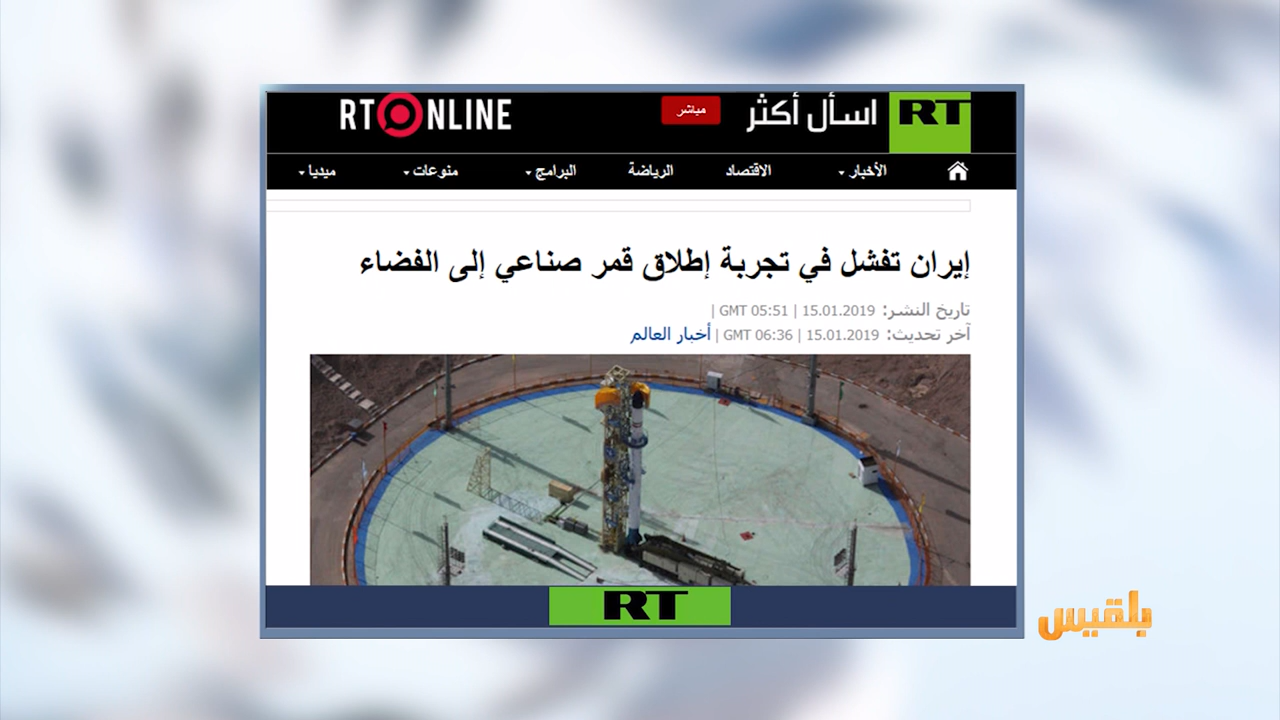 RT اسأل أكثر مباشر RT ONLINE
الأخبار الاقتصاد الرياضة البرامج منوعات ميديا
إيران تفشل في تجربة إطلاق قمر صناعي إلى الفضاء
تاريخ النشر: 15.01.2019 | 05:51 GMT |
آخر تحديث: 15.01.2019 | 06:36 GMT | أخبار العالم
RT
بلقيس